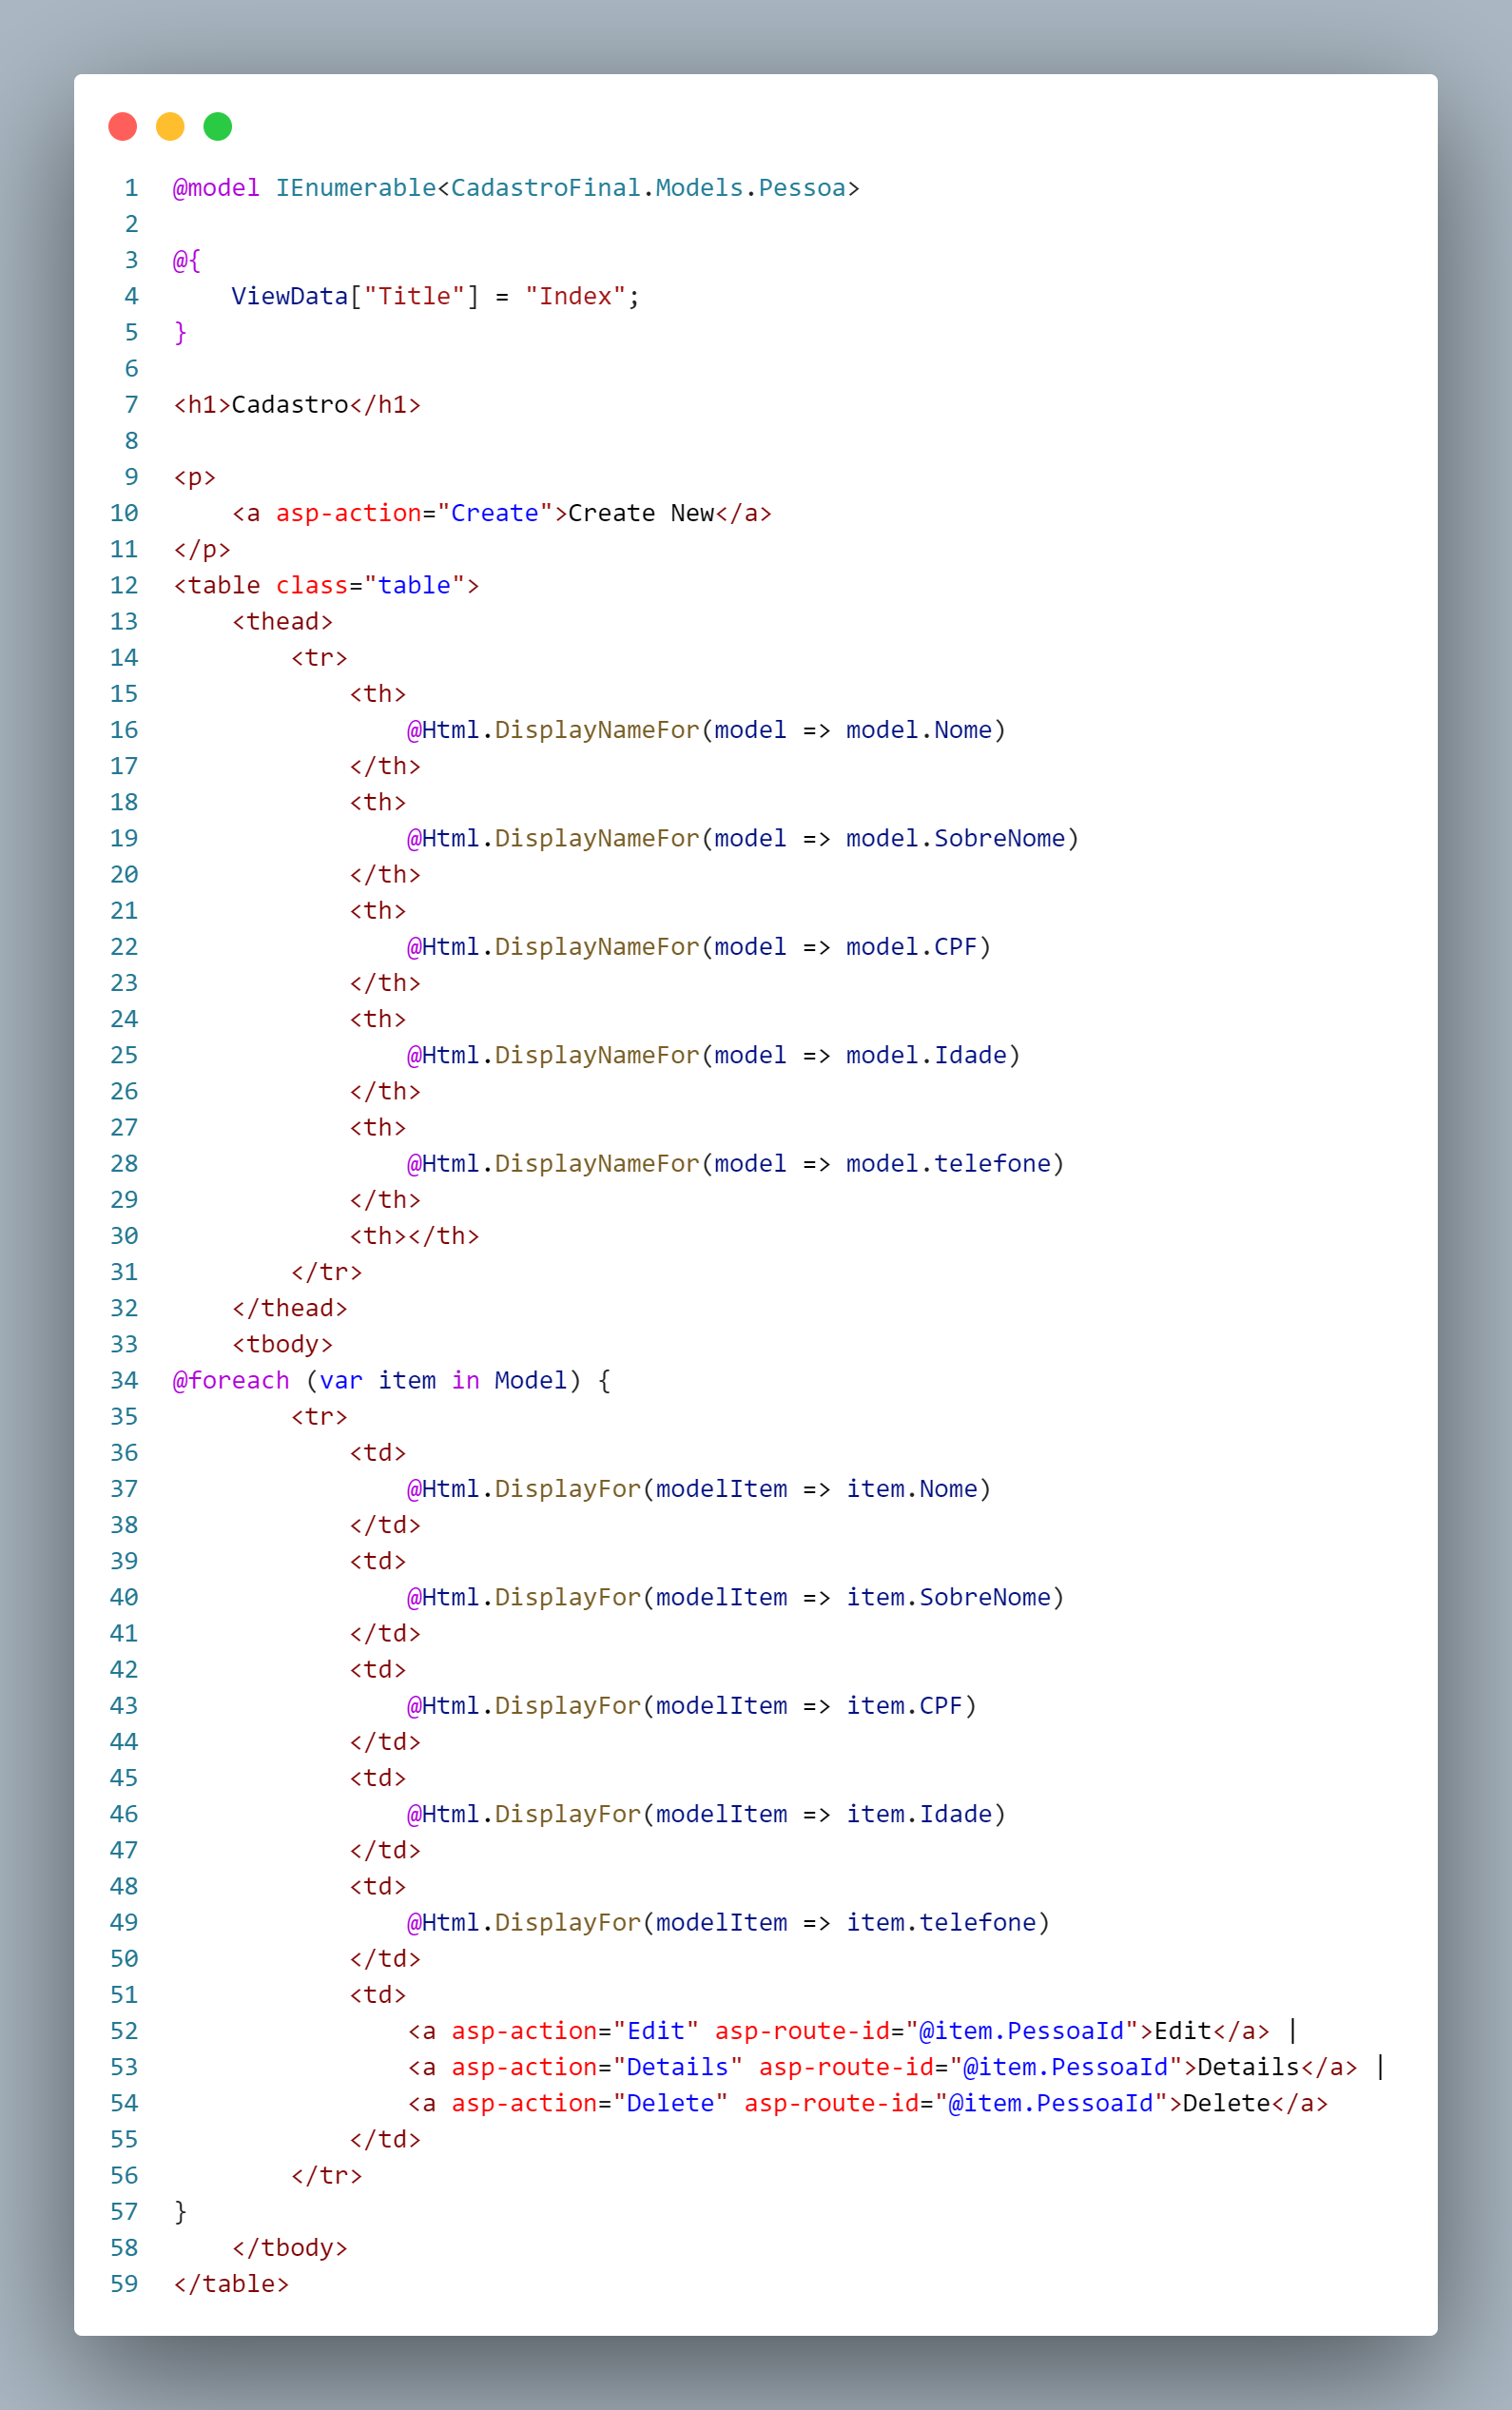 1 @model IEnumerable<CadastroFinal.Models.Pessoa>
2
3 @{
4     ViewData["Title"] = "Index";
5 }
6
7 <h1>Cadastro</h1>
8
9 <p>
10     <a asp-action="Create">Create New</a>
11 </p>
12 <table class="table">
13     <thead>
14         <tr>
15             <th>
16                 @Html.DisplayNameFor(model => model.Nome)
17             </th>
18             <th>
19                 @Html.DisplayNameFor(model => model.SobreNome)
20             </th>
21             <th>
22                 @Html.DisplayNameFor(model => model.CPF)
23             </th>
24             <th>
25                 @Html.DisplayNameFor(model => model.Idade)
26             </th>
27             <th>
28                 @Html.DisplayNameFor(model => model.telefone)
29             </th>
30             <th></th>
31         </tr>
32     </thead>
33     <tbody>
34 @foreach (var item in Model) {
35         <tr>
36             <td>
37                 @Html.DisplayFor(modelItem => item.Nome)
38             </td>
39             <td>
40                 @Html.DisplayFor(modelItem => item.SobreNome)
41             </td>
42             <td>
43                 @Html.DisplayFor(modelItem => item.CPF)
44             </td>
45             <td>
46                 @Html.DisplayFor(modelItem => item.Idade)
47             </td>
48             <td>
49                 @Html.DisplayFor(modelItem => item.telefone)
50             </td>
51             <td>
52                 <a asp-action="Edit" asp-route-id="@item.PessoaId">Edit</a> |
53                 <a asp-action="Details" asp-route-id="@item.PessoaId">Details</a> |
54                 <a asp-action="Delete" asp-route-id="@item.PessoaId">Delete</a>
55             </td>
56         </tr>
57 }
58     </tbody>
59 </table>